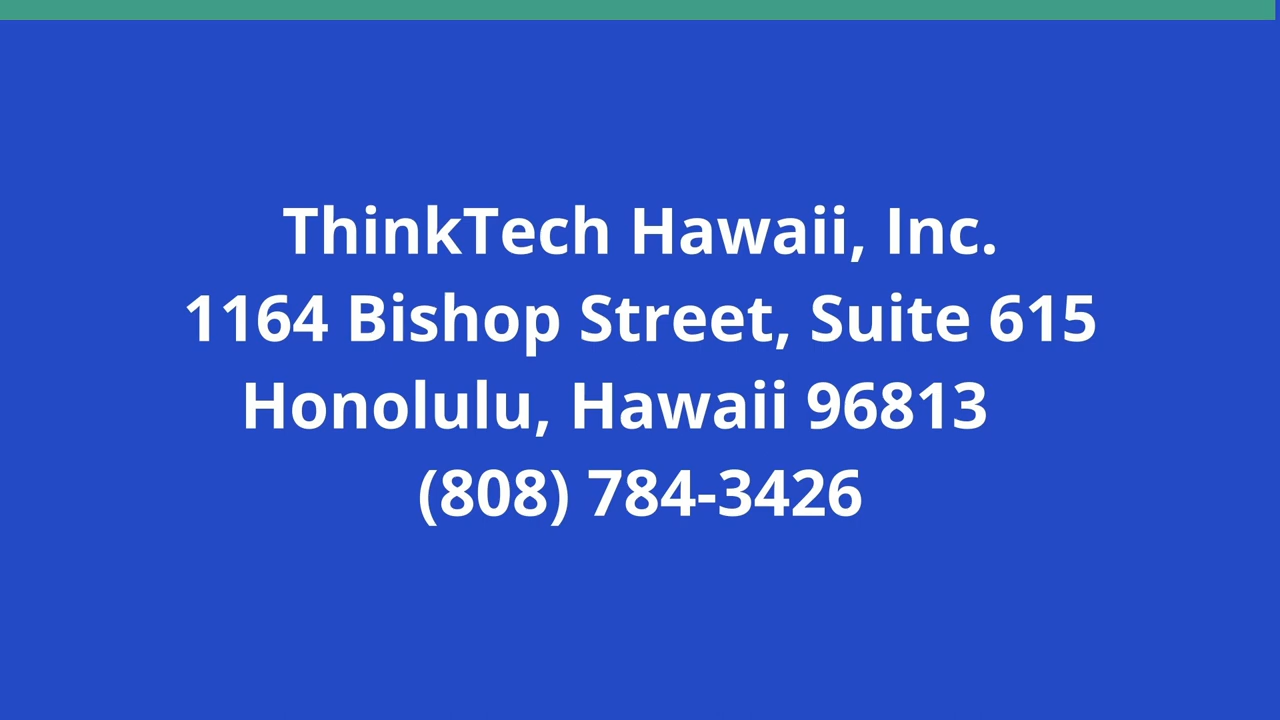 ThinkTech Hawaii, Inc.
1164 Bishop Street, Suite 615
Honolulu, Hawaii 96813
(808) 784-3426